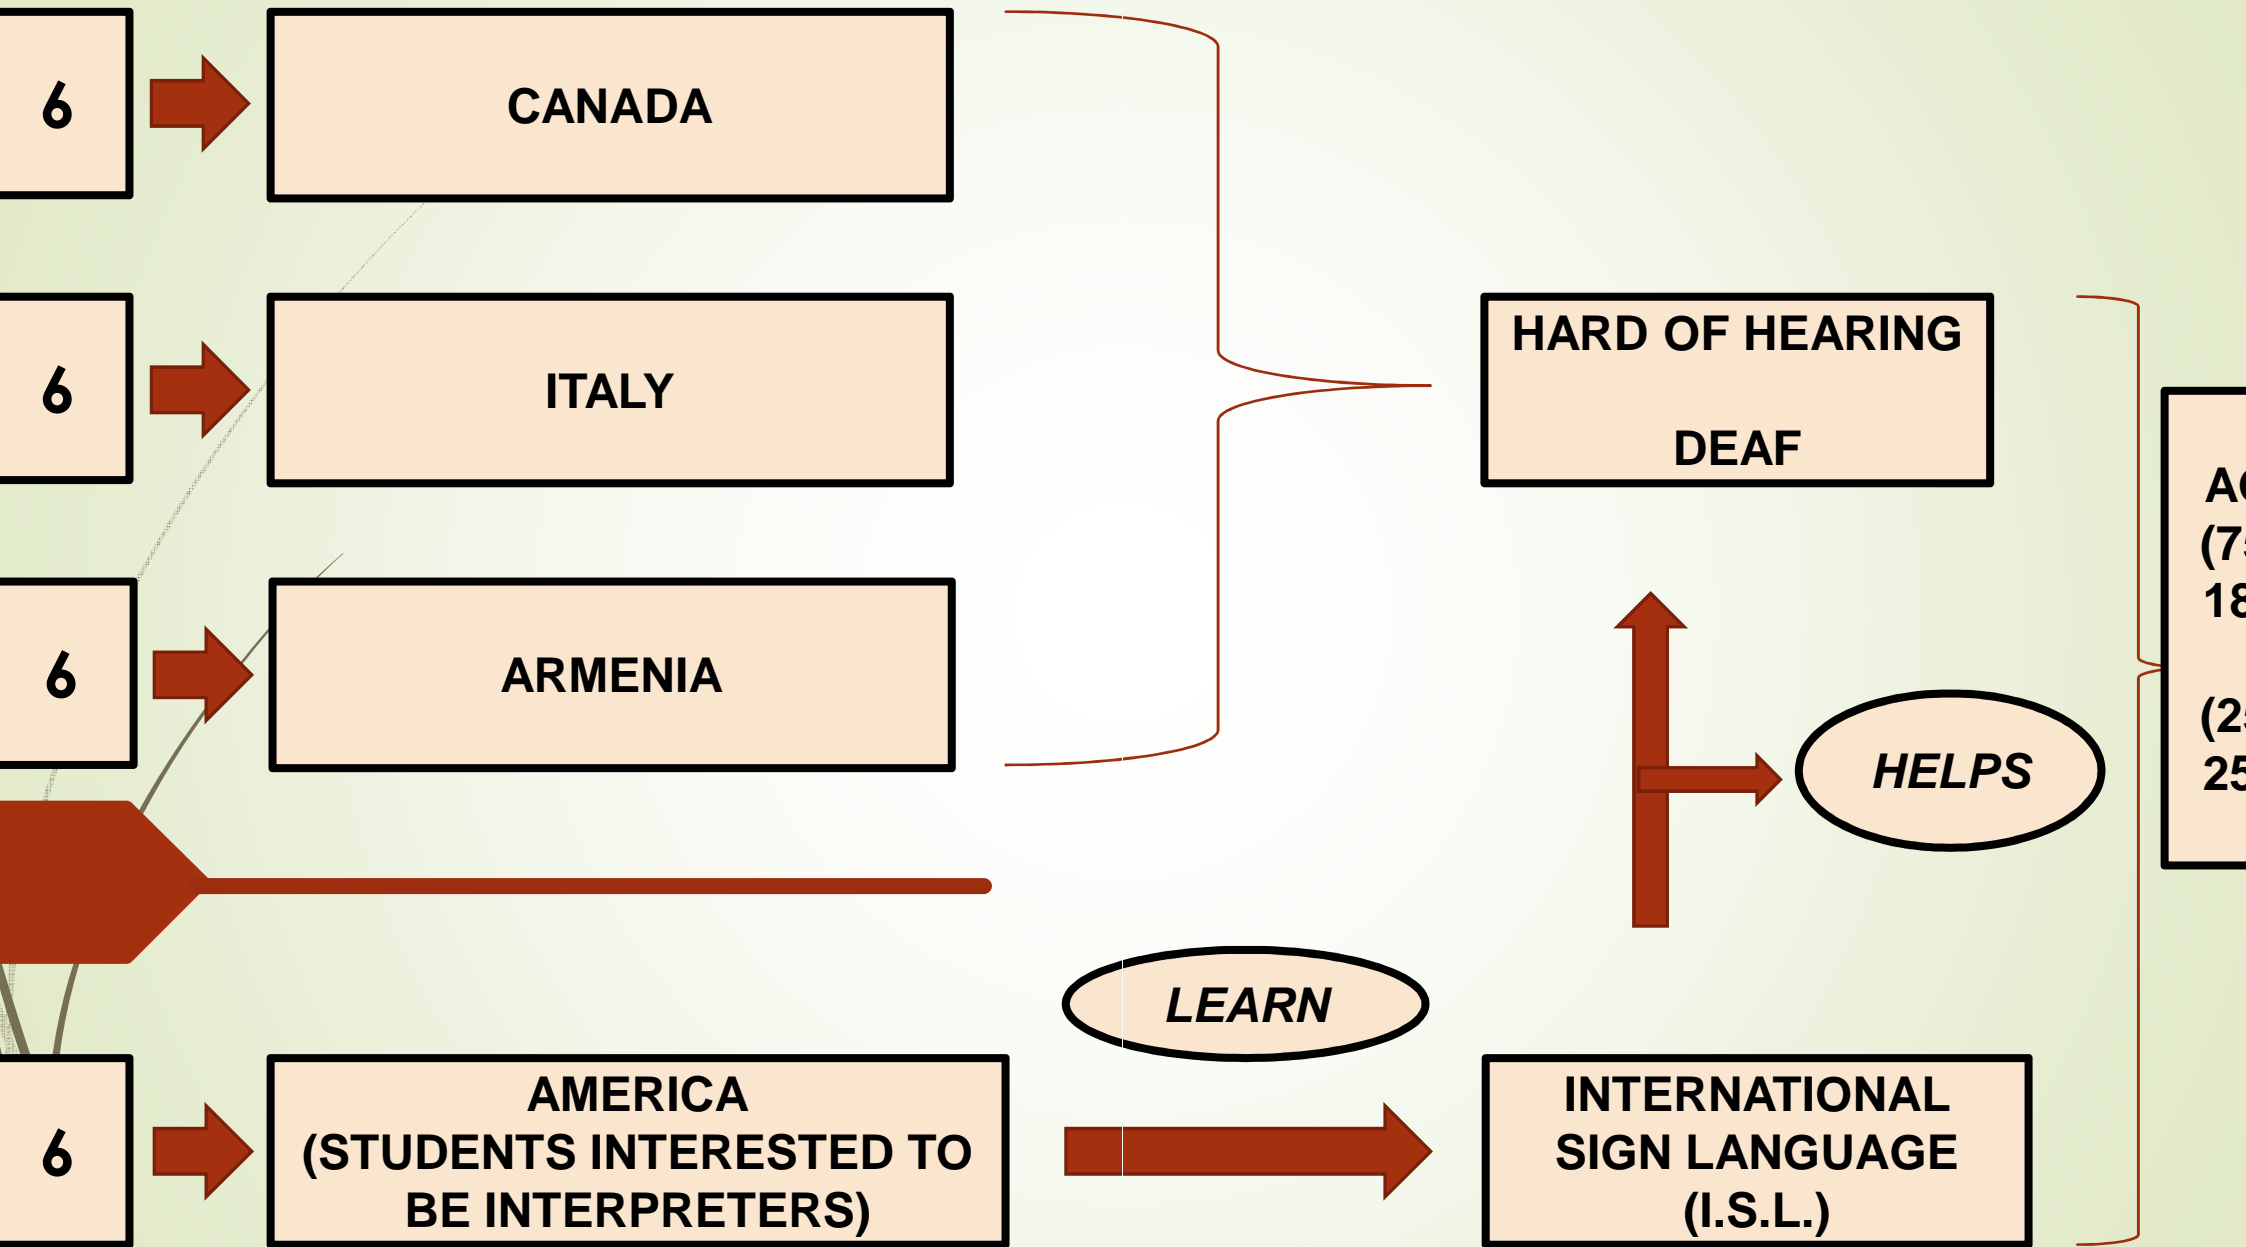 6
CANADA
6
ITALY
HARD OF HEARING
DEAF
6
ARMENIA
HELPS
LEARN
6
AMERICA
(STUDENTS INTERESTED TO
BE INTERPRETERS)
INTERNATIONAL
SIGN LANGUAGE
(I.S.L.)
18